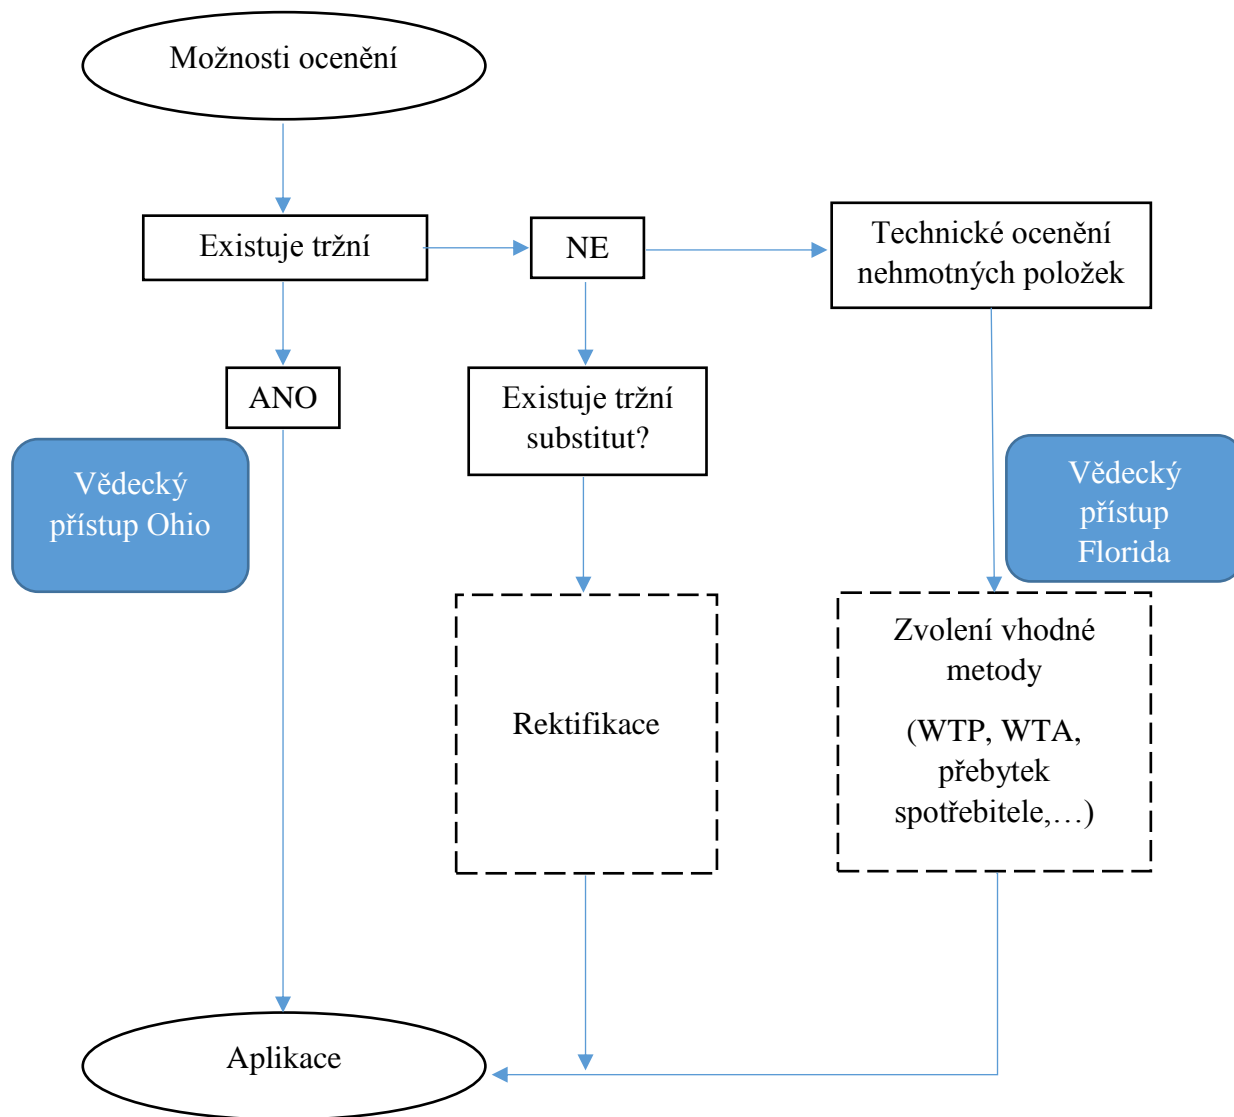 Možnosti ocenění
Existuje tržní
NE
Technické ocenění
nehmotných položek
ANO
Existuje tržní
substitut?
Vědecký
přístup Ohio
Vědecký
přístup
Florida
Rektifikace
Zvolení vhodné
metody
(WTP, WTA,
přebytek
spotřebitele,…)
Aplikace